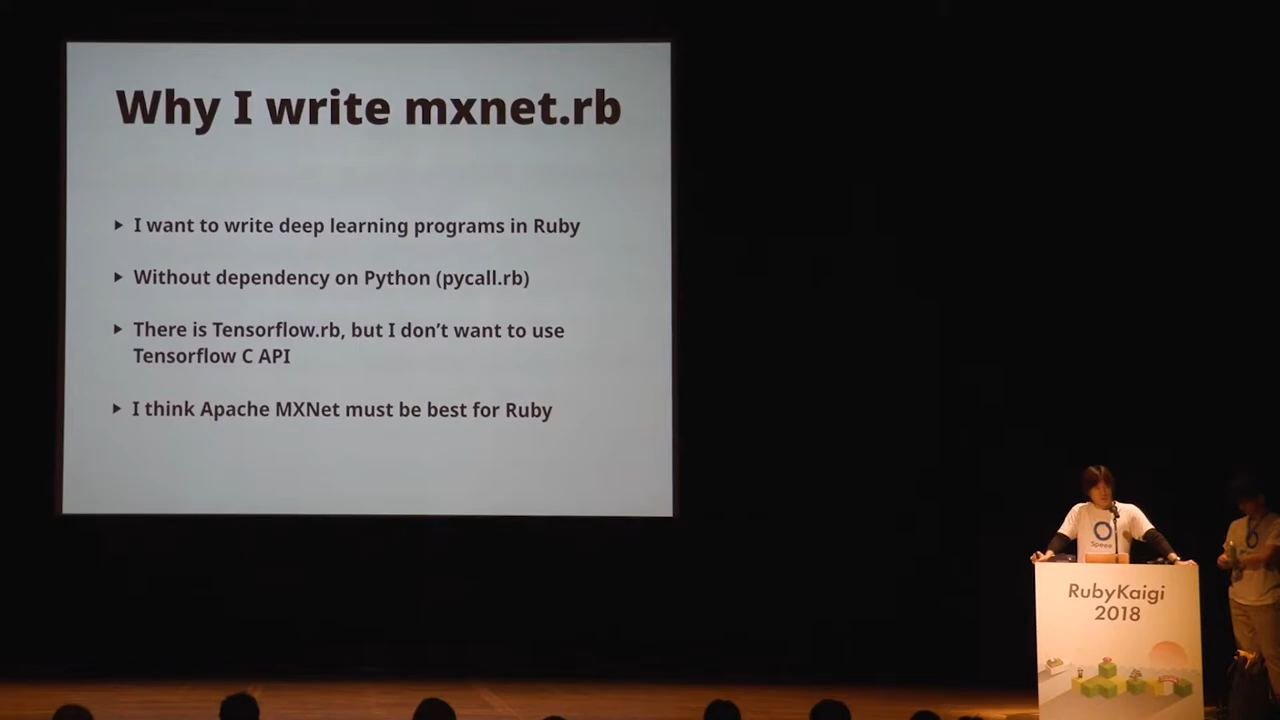 Why I write mxnet.rb
I want to write deep learning programs in Ruby
Without dependency on Python (pycall.rb)
There is Tensorflow.rb, but I don’t want to use
Tensorflow C API
I think Apache MXNet must be best for Ruby
Speee
RubyKaigi
2018